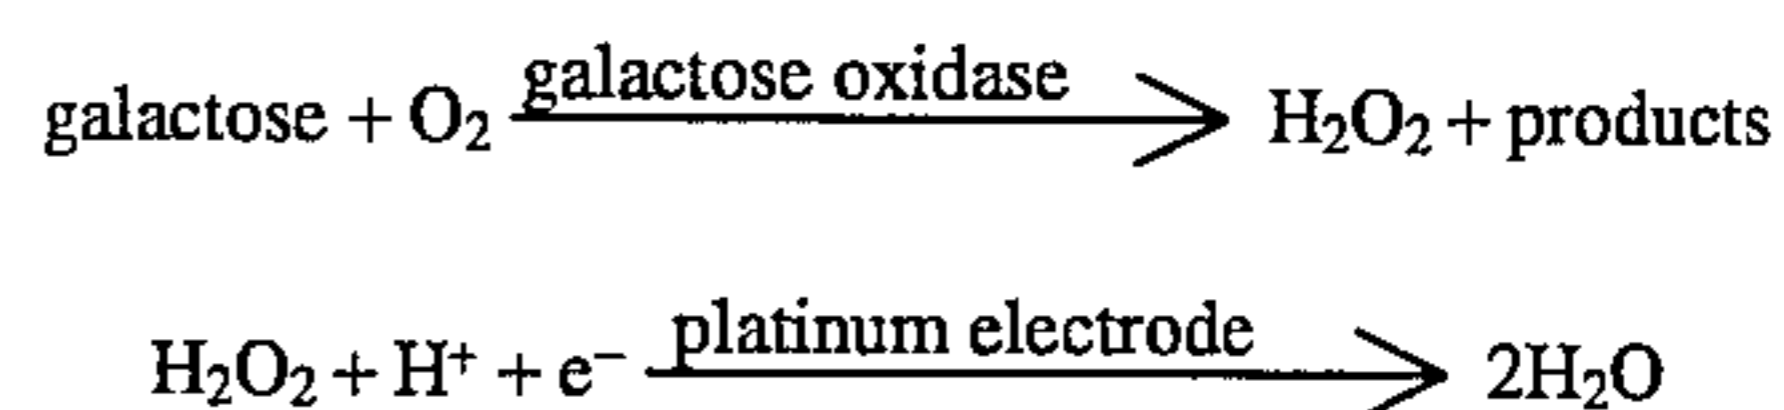 galactose + O₂ galactose oxidase → H₂O₂ + products
H₂O₂ + H⁺ + e⁻ platinum electrode → 2H₂O